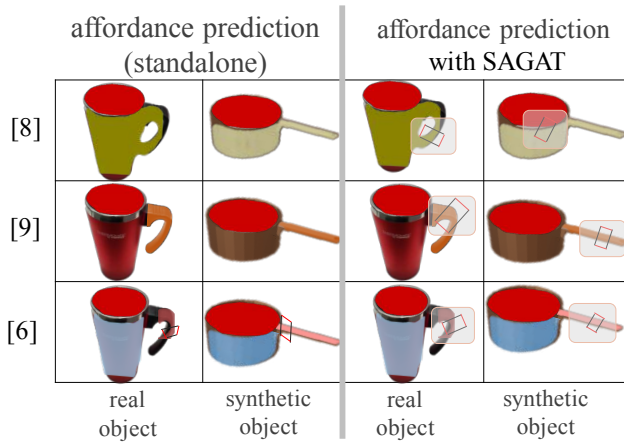 affordance prediction
(standalone)
affordance prediction
with SAGAT
[8]
[9]
[6]
real
object
synthetic
object
real
object
synthetic
object